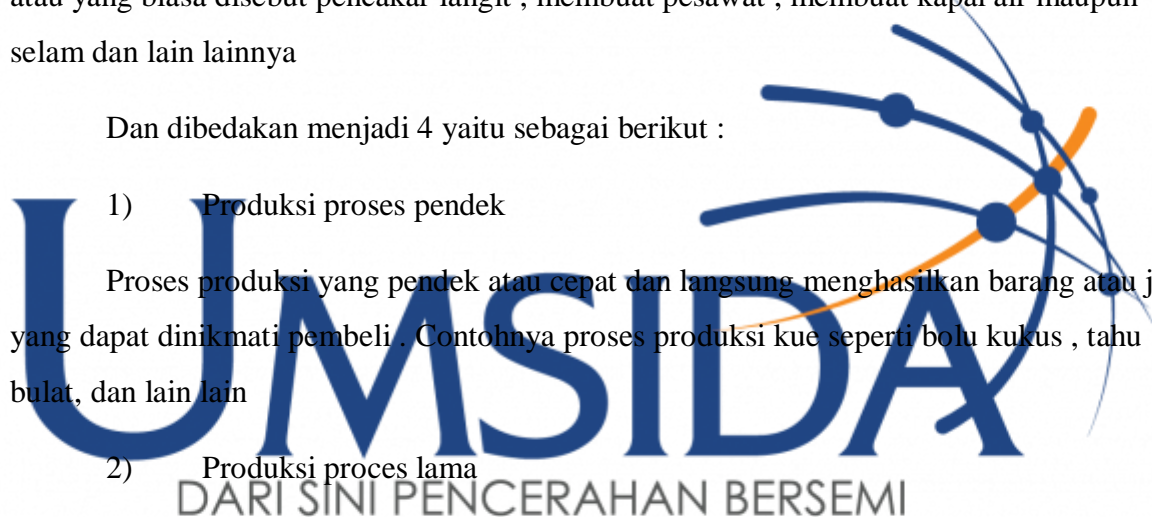 atau yang biasa disebut pencakar langit , membuat pesawat , membuat kapal air maupun
selam dan lain lainnya
Dan dibedakan menjadi 4 yaitu sebagai berikut :
1) Produksi proses pendek
Proses produksi yang pendek atau cepat dan langsung menghasilkan barang atau j
yang dapat dinikmati pembeli . Contohnya proses produksi kue seperti bolu kukus , tahu
bulat, dan lain lain
UMSIDA
2) Produksi proces lama
DARI SINI PENCERAHAN BERSEMI